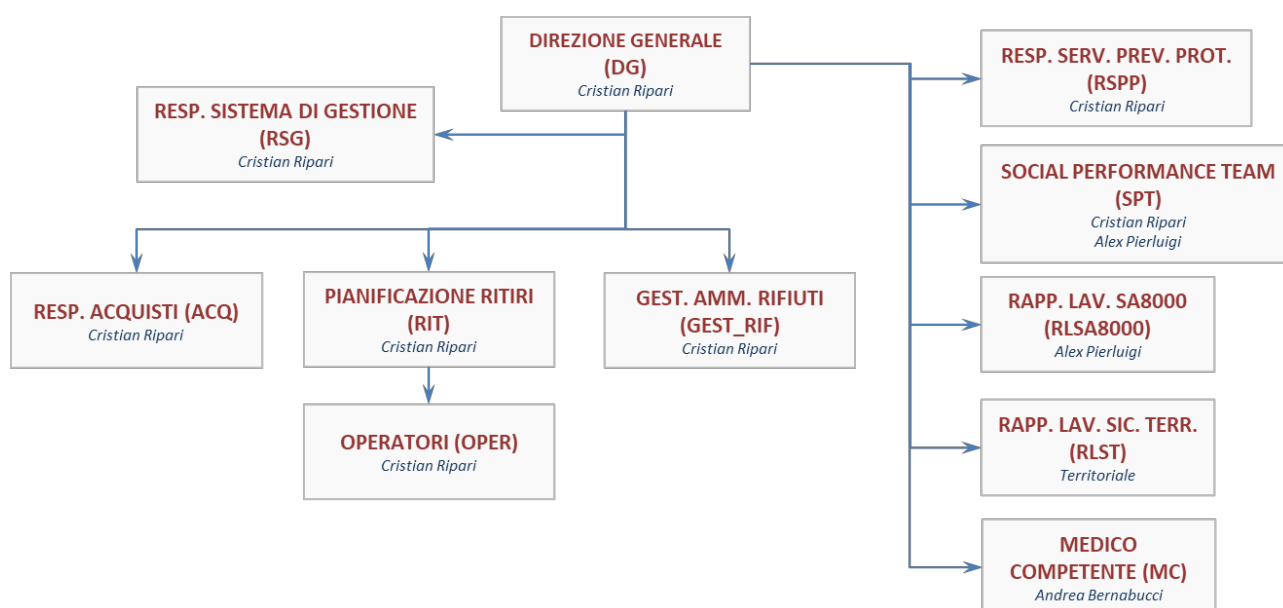 DIREZIONE GENERALE
(DG)
Cristian Ripari
RESP. SISTEMA DI GESTIONE
(RSG)
Cristian Ripari
RESP. ACQUISTI (ACQ)
Cristian Ripari
PIANIFICAZIONE RITIRI
(RIT)
Cristian Ripari
GEST. AMM. RIFIUTI
(GEST_RIF)
Cristian Ripari
OPERATORI (OPER)
Cristian Ripari
RESP. SERV. PREV. PROT.
(RSPP)
Cristian Ripari
SOCIAL PERFORMANCE TEAM
(SPT)
Cristian Ripari
Alex Pierluigi
RAPP. LAV. SA8000
(RLSA8000)
Alex Pierluigi
RAPP. LAV. SIC. TERR.
(RLST)
Territoriale
MEDICO
COMPETENTE (MC)
Andrea Bernabucci